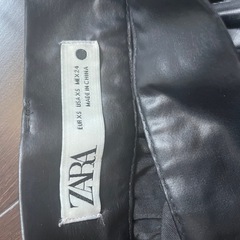 ZARA
EUR XS USA XS MEX 24
MADE IN CHINA